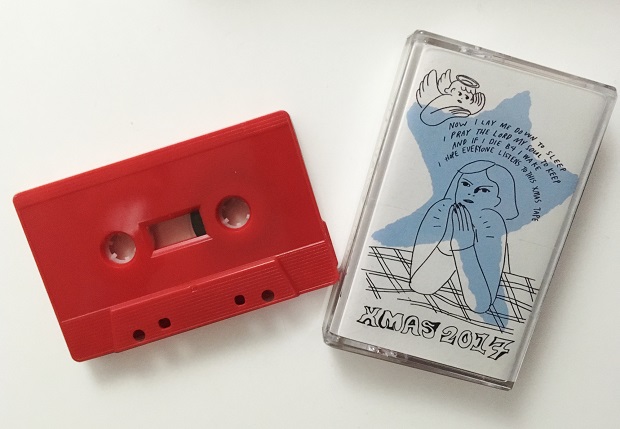 NOW I LAY ME DOWN TO SLEEP
I PRAY THE LORD MY SOUL TO KEEP
AND IF I DIE BY I WAKE
I HOPE EVERYONE LISTENS TO THIS XMAS TAPE
XMAS 2017